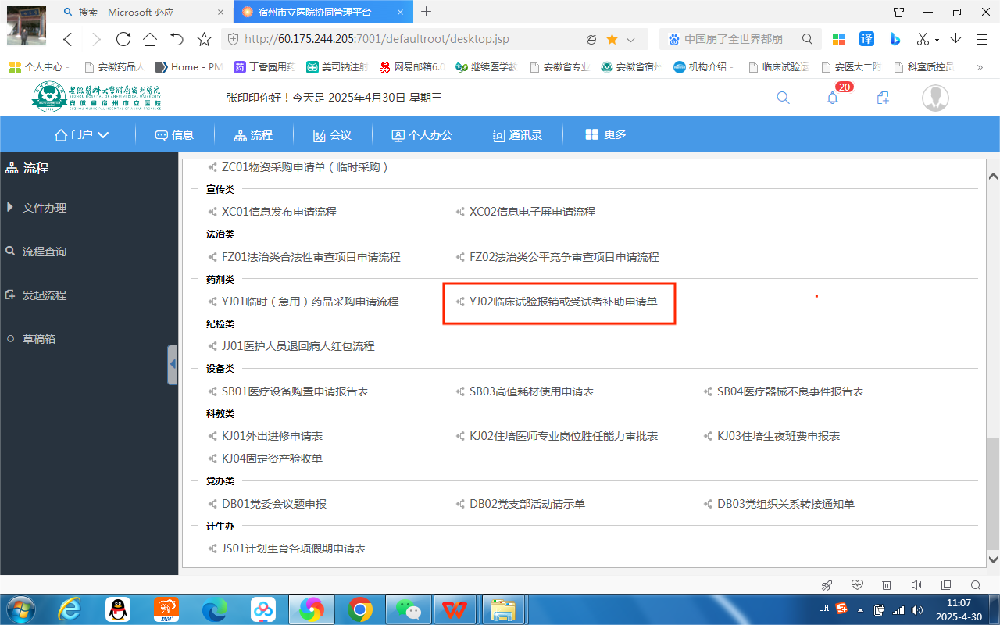 搜索 - Microsoft 必应
宿州市立医院协同管理平台
http://60.175.244.205:7001/defaultroot/desktop.jsp
中国崩了全世界都崩
译
个人中心 -
安徽药品人
Home - PM
药 丁香园用药
美司钠注射
网易邮箱6.0
继续医学教
安徽省专业
安徽省宿州
机构介绍 -
临床试验运
安医大二附
科室质控员
安徽医科大学附属宿州医院
SUZHOU HOSPITAL OF ANHUI MEDICAL UNIVERSITY
安徽省宿州市立医院
SUZHOU MUNICIPAL HOSPITAL OF ANHUI PROVINCE
张印印你好！今天是 2025年4月30日 星期三
20
门户
信息
流程
会议
个人办公
通讯录
更多
流程
文件办理
流程查询
发起流程
草稿箱
ZC01物资采购申请单（临时采购）
宣传类
XC01信息发布申请流程
XC02信息电子屏申请流程
法治类
FZ01法治类合法性审查项目申请流程
FZ02法治类公平竞争审查项目申请流程
药剂类
YJ01临时（急用）药品采购申请流程
YJ02临床试验报销或受试者补助申请单
纪检类
JJ01医护人员退回病人红包流程
设备类
SB01医疗设备购置申请报告表
SB03高值耗材使用申请表
SB04医疗器械不良事件报告表
科教类
KJ01外出进修申请表
KJ02住培医师专业岗位胜任能力审批表
KJ03住培生夜班费申报表
KJ04固定资产验收单
党办类
DB01党委会议题申报
DB02党支部活动请示单
DB03党组织关系转接通知单
计生办
JS01计划生育各项假期申请表
CH
11:07
2025-4-30